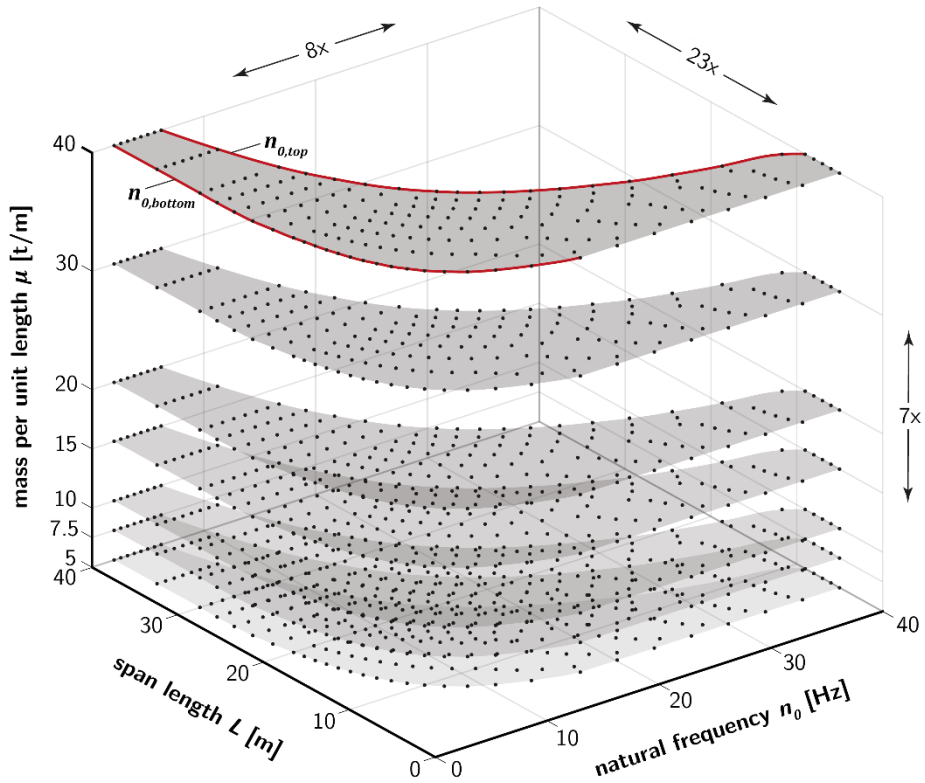 8x
23x
n0,top
n0,bottom
mass per unit length μ [t/m]
40
30
20
15
10
7.5
5
7x
40
30
20
10
0
span length L [m]
0
10
20
30
40
natural frequency n0 [Hz]